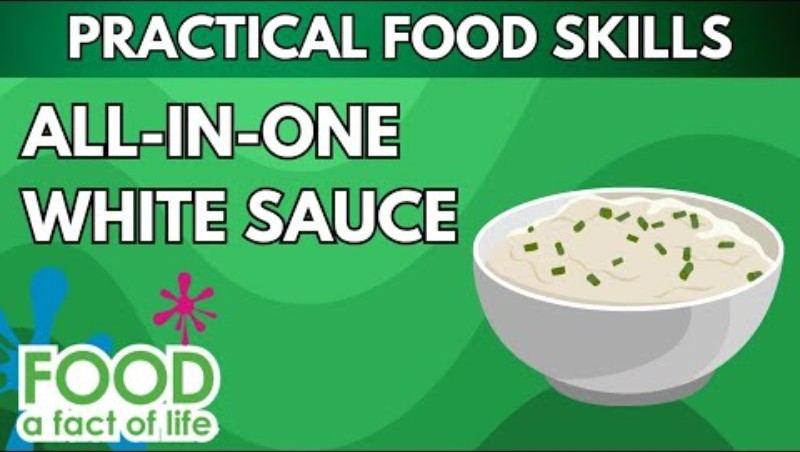 PRACTICAL FOOD SKILLS
ALL-IN-ONE
WHITE SAUCE
FOOD
a fact of life